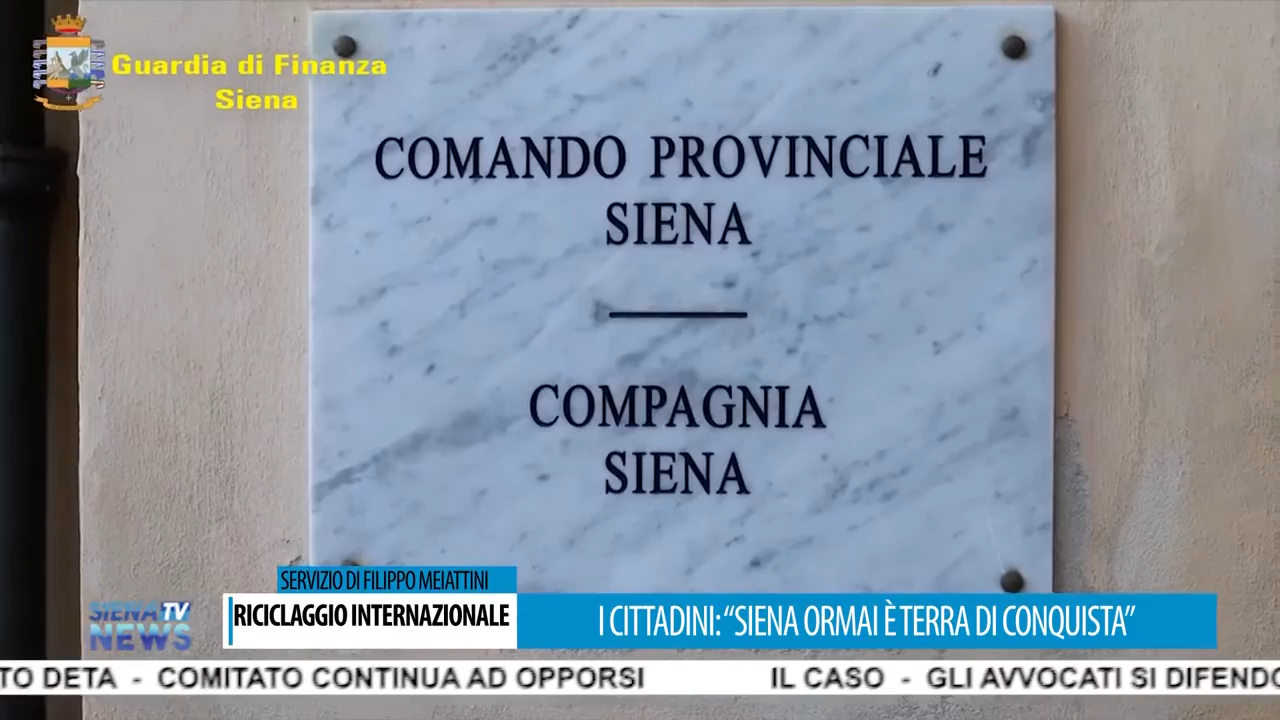 Guardia di Finanza
Siena
COMANDO PROVINCIALE
SIENA
COMPAGNIA
SIENA
SERVIZIO DI FILIPPO MEIATTINI
RICICLAGGIO INTERNAZIONALE
I CITTADINI: “SIENA ORMAI È TERRA DI CONQUISTA”
SIENA TV
NEWS
TO DETA - COMITATO CONTINUA AD OPPORSI IL CASO - GLI AVVOCATI SI DIFENDO